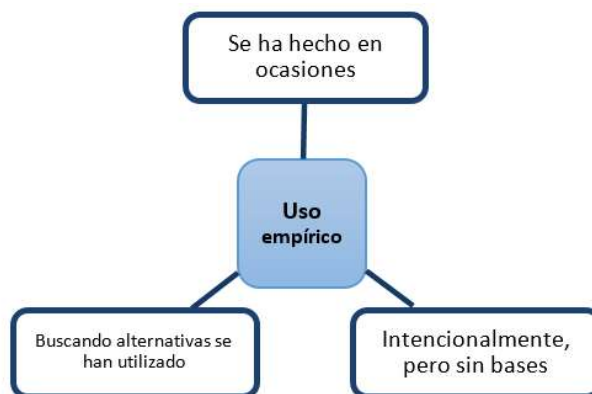 Se ha hecho en
ocasiones
Uso
empírico
Buscando alternativas se
han utilizado
Intencionalmente,
pero sin bases